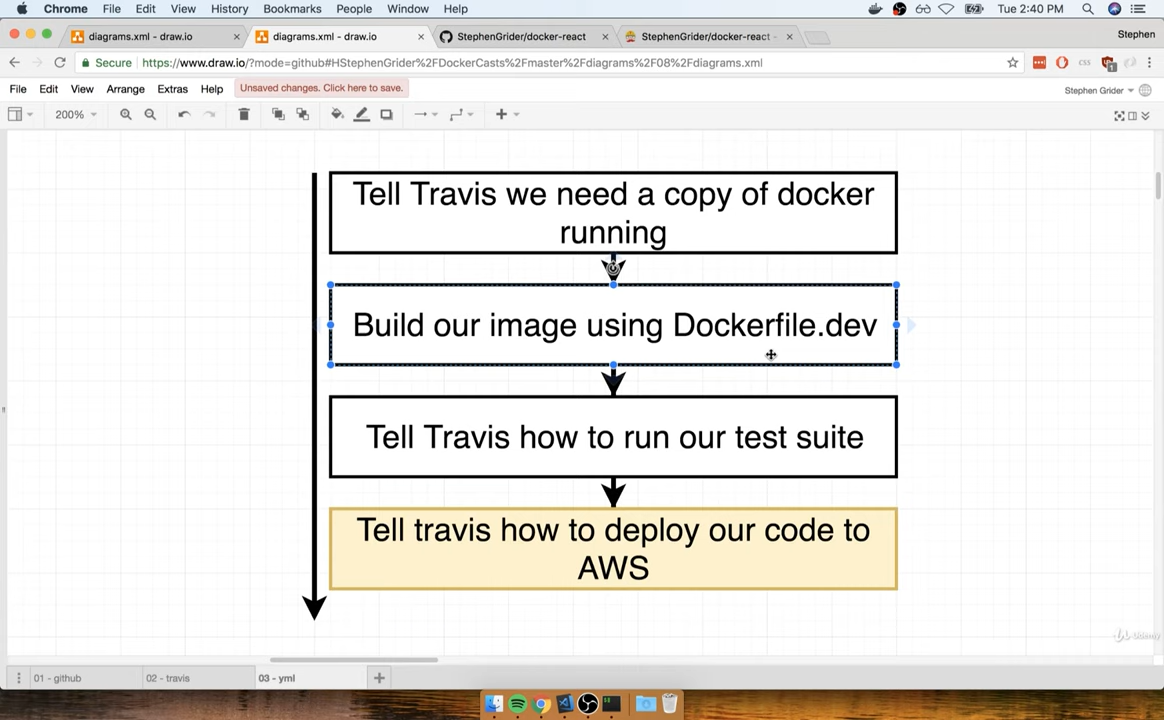 Chrome File Edit View History Bookmarks People Window Help Tue 2:40 PM
diagrams.xml - draw.io diagrams.xml - draw.io StephenGrider/docker-react StephenGrider/docker-react - Stephen
Secure https://www.draw.io/?mode=github#HStephenGrider%2FDockerCasts%2Fmaster%2Fdiagrams%2F08%2Fdiagrams.xml
File Edit View Arrange Extras Help Unsaved changes. Click here to save. Stephen Grider
200%
Tell Travis we need a copy of docker
running
Build our image using Dockerfile.dev
Tell Travis how to run our test suite
Tell travis how to deploy our code to
AWS
Udemy
01 - github 02 - travis 03 - yml